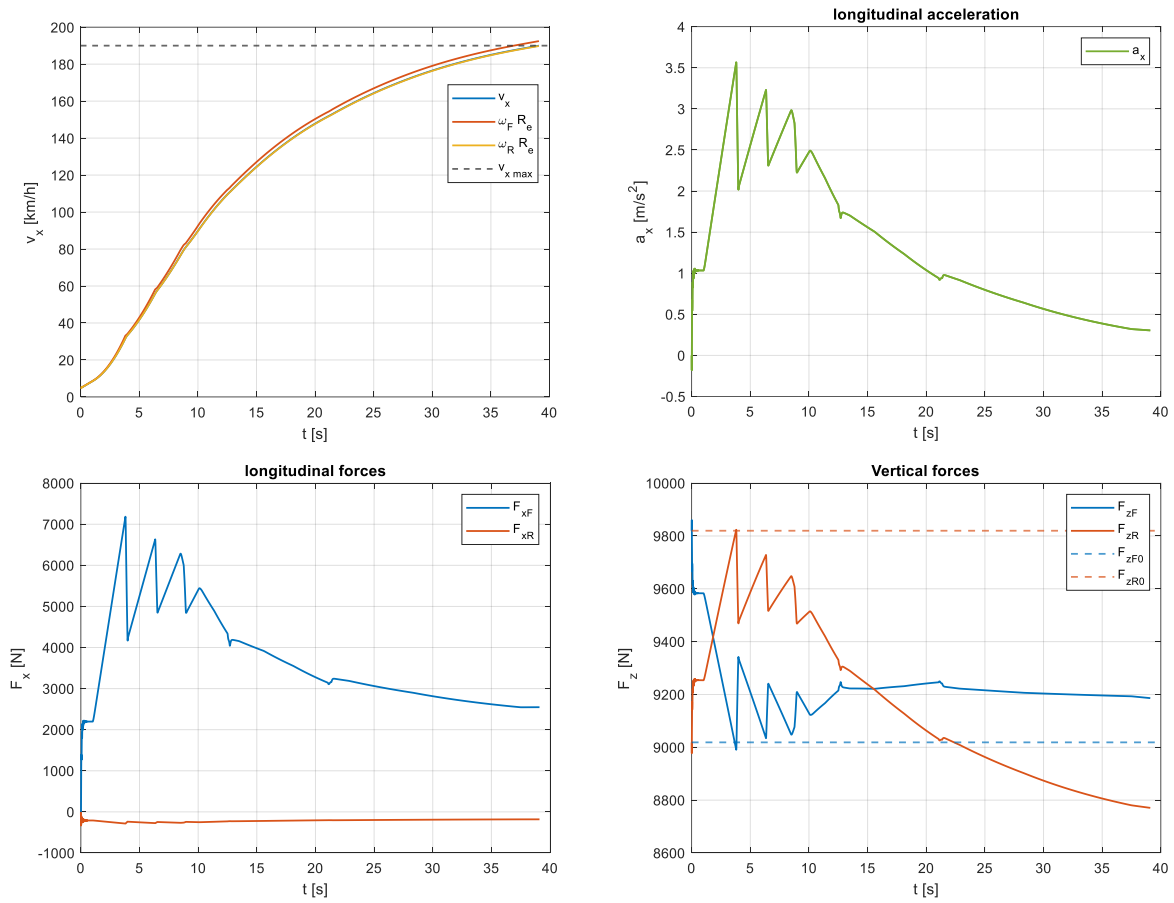 200
180
160
140
120
100
80
60
40
20
0
v_x [km/h]
0 5 10 15 20 25 30 35 40
t [s]
v_x
ω_F R_e
ω_R R_e
v_x max
longitudinal acceleration
4
3.5
3
2.5
2
1.5
1
0.5
0
-0.5
a_x [m/s^2]
0 5 10 15 20 25 30 35 40
t [s]
a_x
longitudinal forces
8000
7000
6000
5000
4000
3000
2000
1000
0
-1000
F_x [N]
0 5 10 15 20 25 30 35 40
t [s]
F_xF
F_xR
Vertical forces
10000
9800
9600
9400
9200
9000
8800
8600
F_z [N]
0 5 10 15 20 25 30 35 40
t [s]
F_zF
F_zR
F_zF0
F_zR0